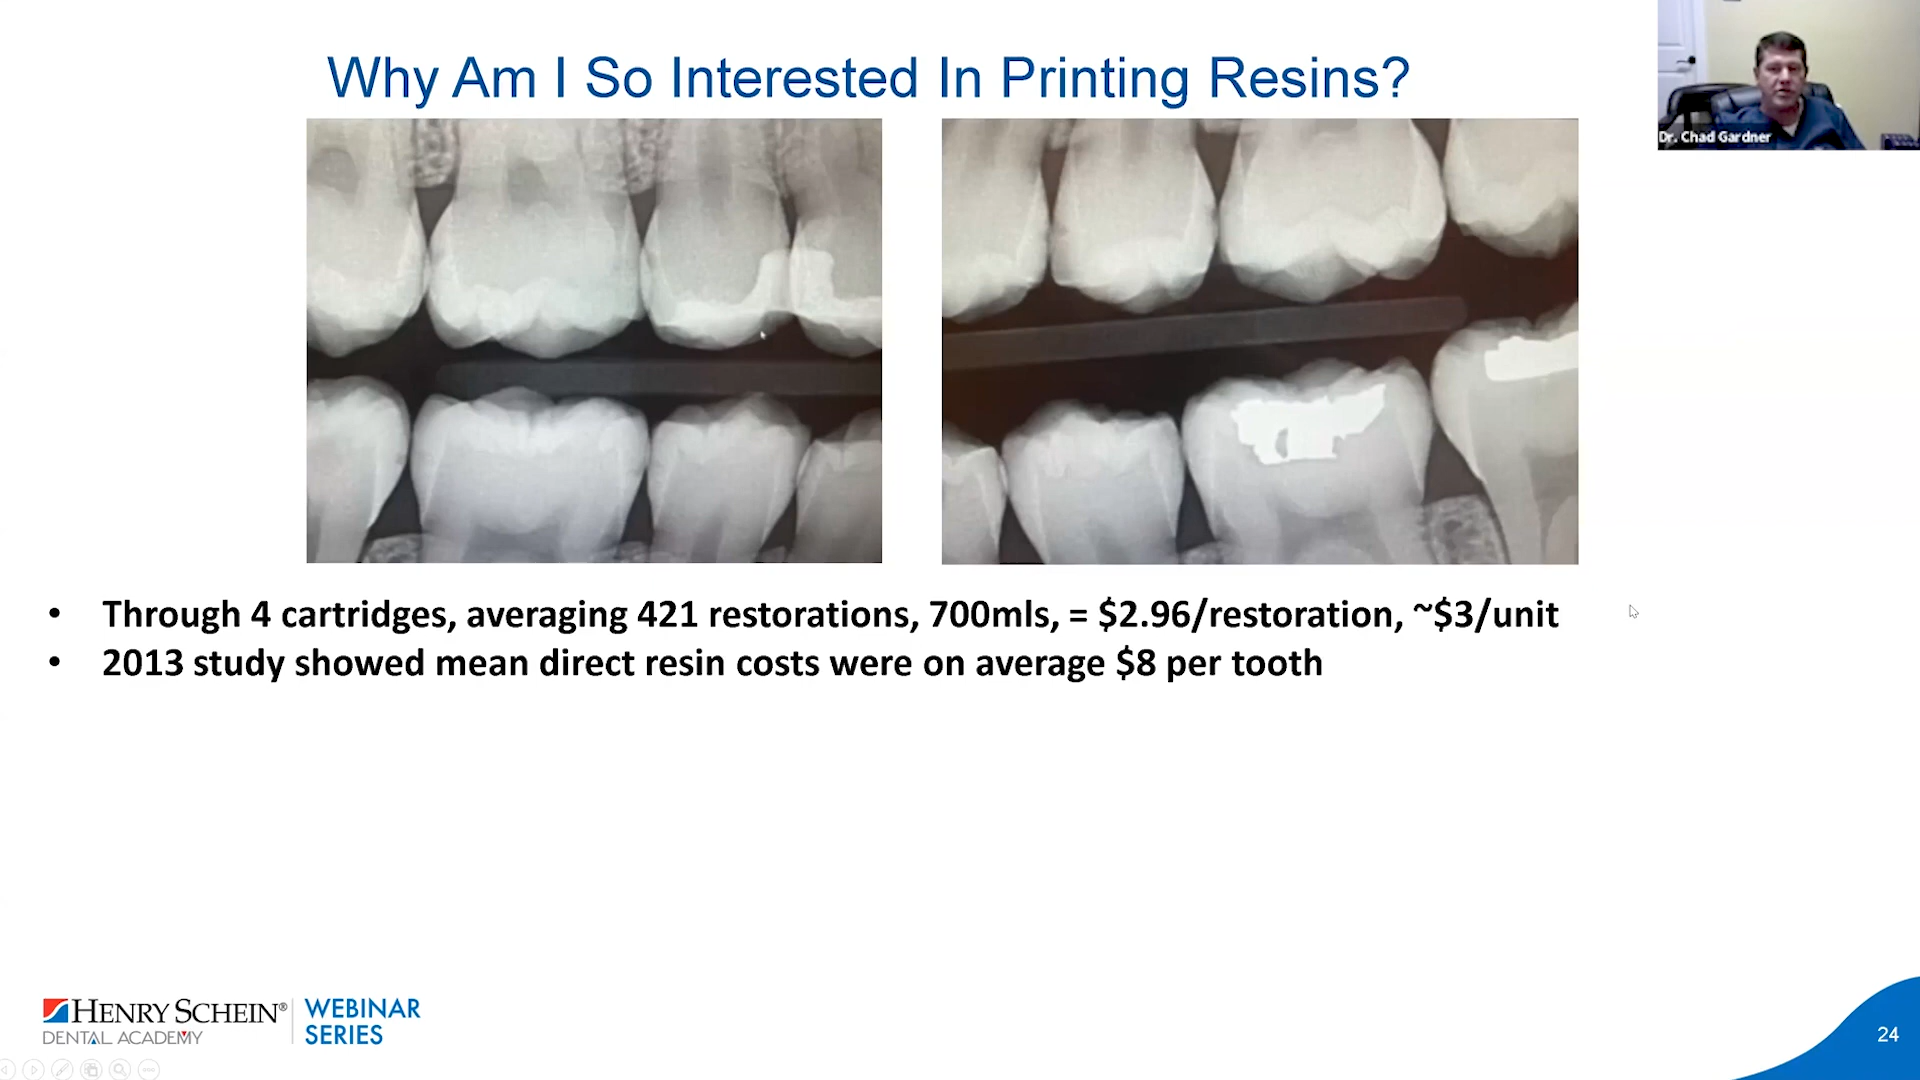 Why Am I So Interested In Printing Resins?
Dr. Chad Gardner
• Through 4 cartridges, averaging 421 restorations, 700mls, = $2.96/restoration, ~$3/unit
• 2013 study showed mean direct resin costs were on average $8 per tooth
HENRY SCHEIN®
DENTAL ACADEMY
WEBINAR
SERIES
24